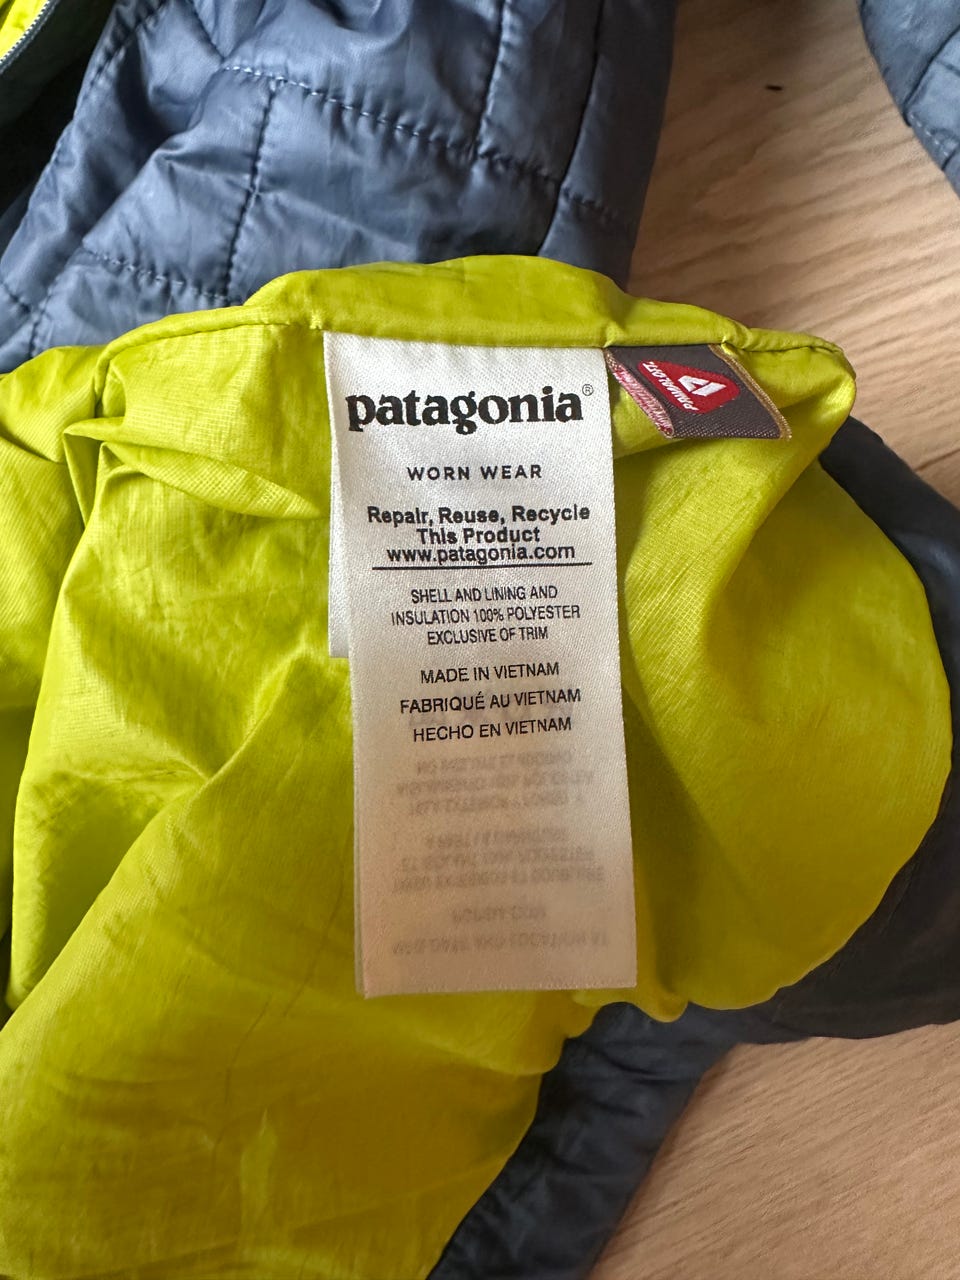 patagonia®
WORN WEAR
Repair, Reuse, Recycle
This Product
www.patagonia.com
SHELL AND LINING AND
INSULATION 100% POLYESTER
EXCLUSIVE OF TRIM
MADE IN VIETNAM
FABRIQUÉ AU VIETNAM
HECHO EN VIETNAM
PRIMALOFT